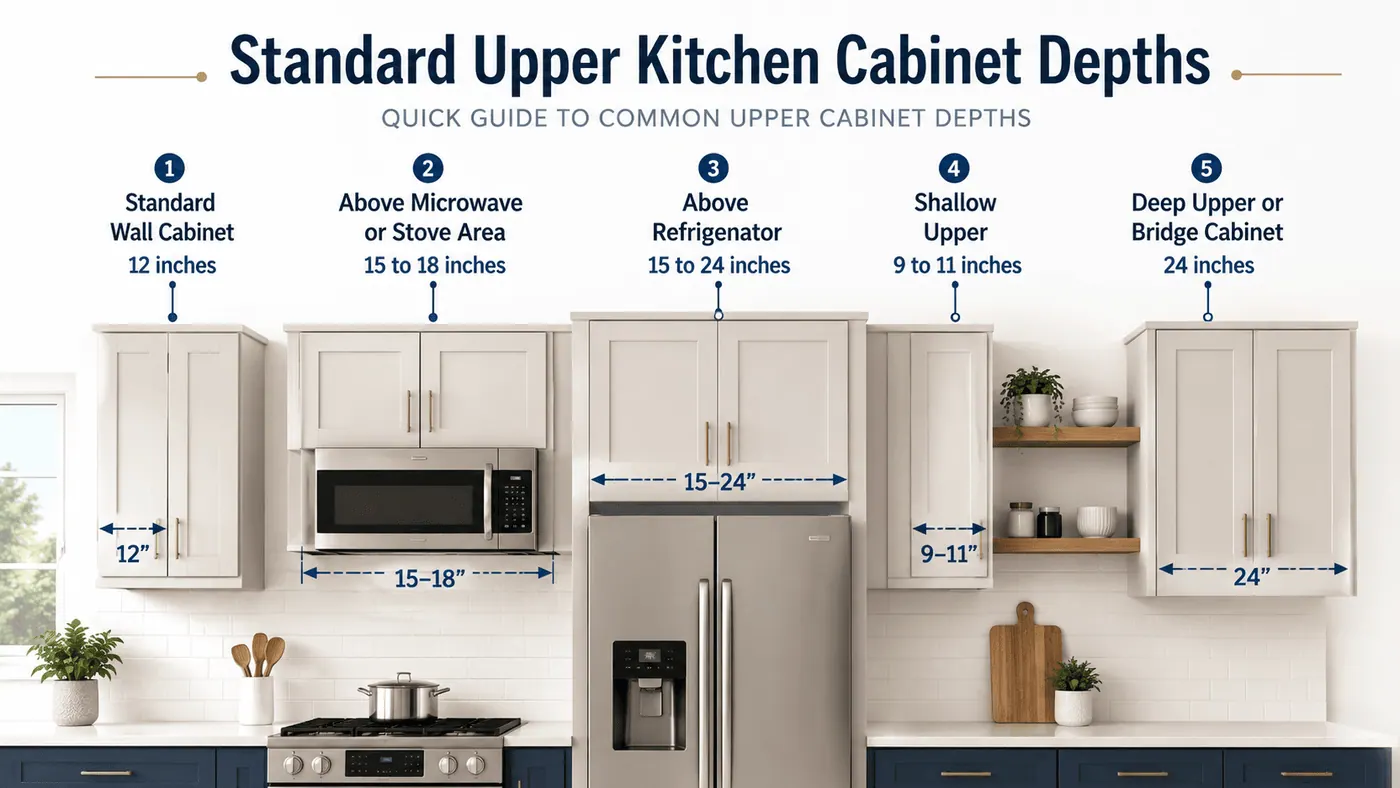 Standard Upper Kitchen Cabinet Depths
QUICK GUIDE TO COMMON UPPER CABINET DEPTHS
1
Standard
Wall Cabinet
12 inches
2
Above Microwave
or Stove Area
15 to 18 inches
3
Above
Refrigenator
15 to 24 inches
4
Shallow
Upper
9 to 11 inches
5
Deep Upper or
Bridge Cabinet
24 inches
12”
15–18”
15–24”
9–11”
24”